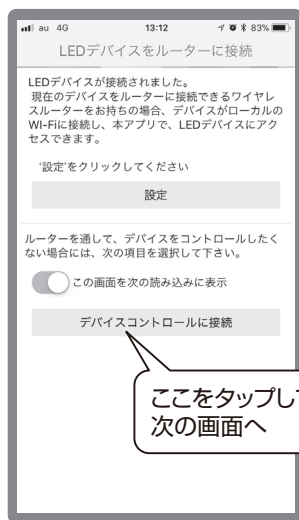 au 4G 13:12 83%
LEDデバイスをルーターに接続
LEDデバイスが接続されました。
現在のデバイスをルーターに接続できるワイヤレ
スルーターをお持ちの場合、デバイスがローカルの
WI-Fiに接続し、本アプリで、LEDデバイスにアク
セスできます。
'設定'をクリックしてください
設定
ルーターを通して、デバイスをコントロールしたく
ない場合には、次の項目を選択して下さい。
この画面を次の読み込みに表示
デバイスコントロールに接続
ここをタップして
次の画面へ